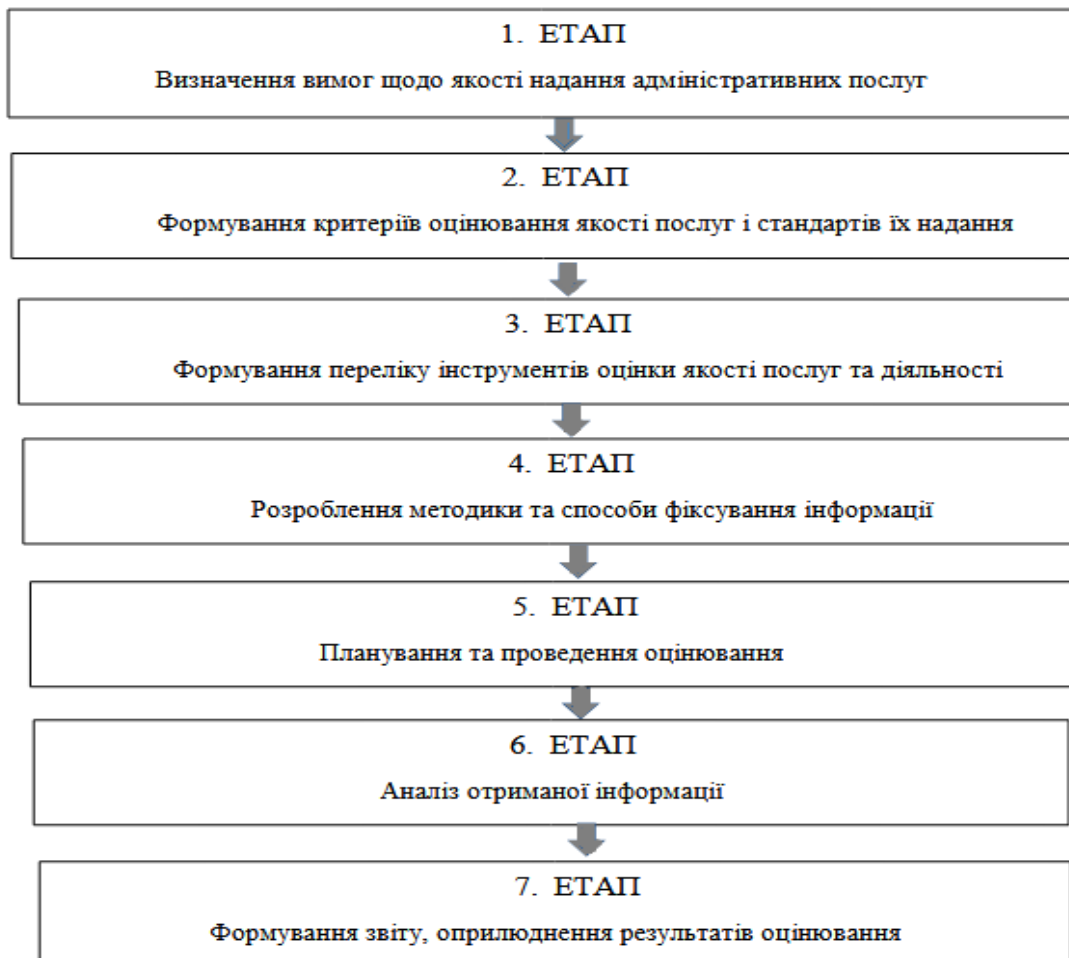 1. ЕТАП
Визначення вимог щодо якості надання адміністративних послуг
2. ЕТАП
Формування критеріїв оцінювання якості послуг і стандартів їх надання
3. ЕТАП
Формування переліку інструментів оцінки якості послуг та діяльності
4. ЕТАП
Розроблення методики та способи фіксування інформації
5. ЕТАП
Планування та проведення оцінювання
6. ЕТАП
Аналіз отриманої інформації
7. ЕТАП
Формування звіту, оприлюднення результатів оцінювання